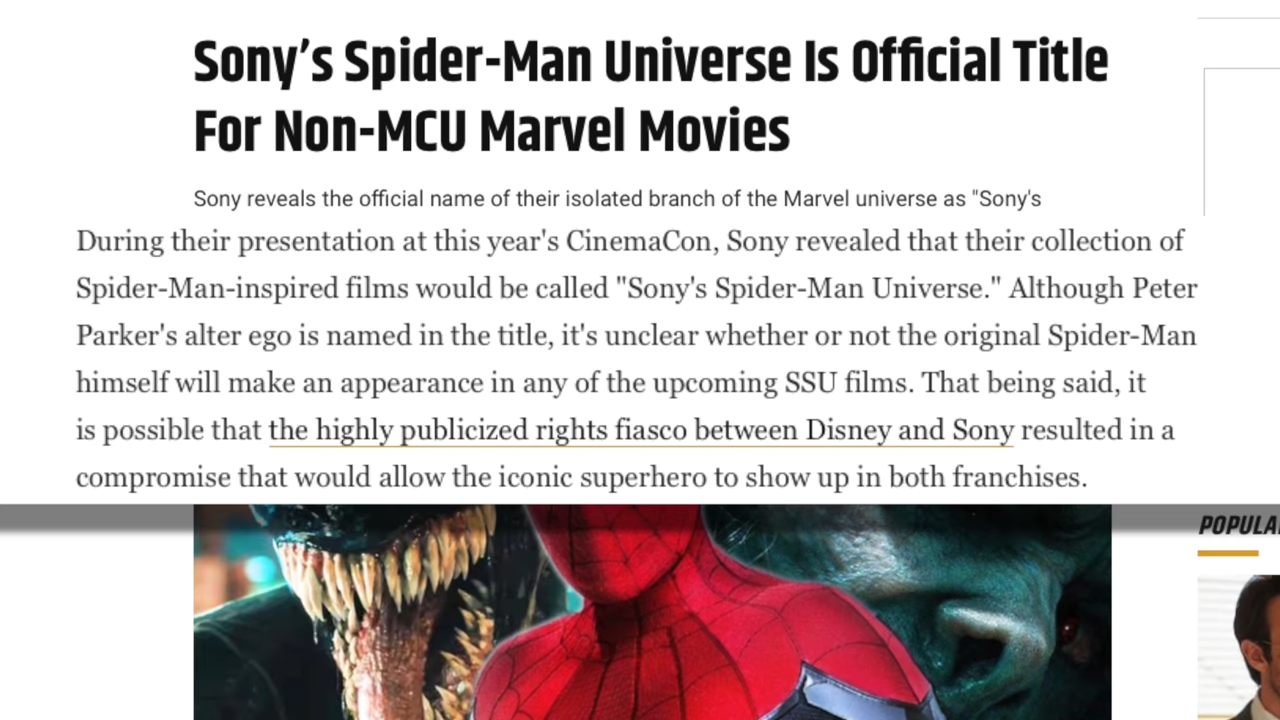 Sony’s Spider-Man Universe Is Official Title
For Non-MCU Marvel Movies
Sony reveals the official name of their isolated branch of the Marvel universe as "Sony's
During their presentation at this year's CinemaCon, Sony revealed that their collection of
Spider-Man-inspired films would be called "Sony's Spider-Man Universe." Although Peter
Parker's alter ego is named in the title, it's unclear whether or not the original Spider-Man
himself will make an appearance in any of the upcoming SSU films. That being said, it
is possible that the highly publicized rights fiasco between Disney and Sony resulted in a
compromise that would allow the iconic superhero to show up in both franchises.